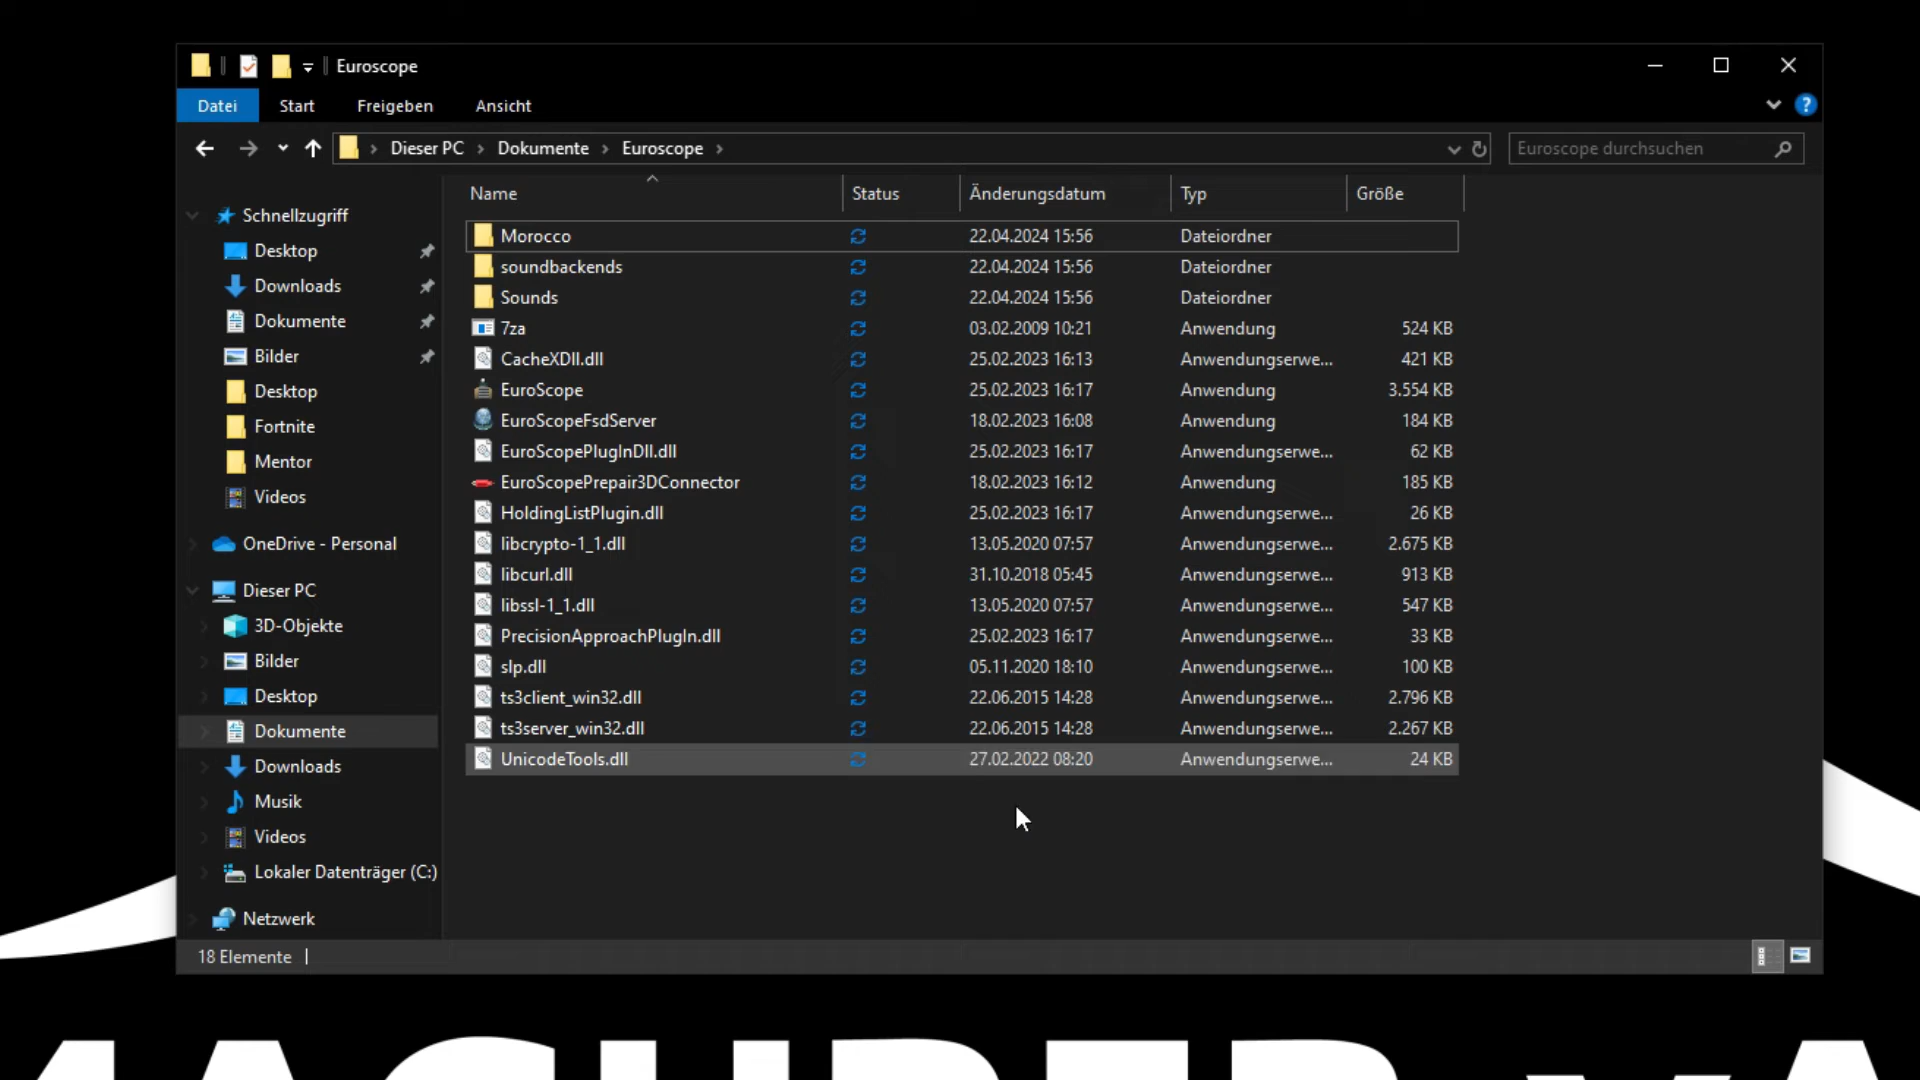 Euroscope
Datei Start Freigeben Ansicht
Dieser PC Dokumente Euroscope Euroscope durchsuchen
Name Status Änderungsdatum Typ Größe
Schnellzugriff
Desktop
Downloads
Dokumente
Bilder
Desktop
Fortnite
Mentor
Videos
OneDrive - Personal
Dieser PC
3D-Objekte
Bilder
Desktop
Dokumente
Downloads
Musik
Videos
Lokaler Datenträger (C:)
Netzwerk
Morocco 22.04.2024 15:56 Dateiordner
soundbackends 22.04.2024 15:56 Dateiordner
Sounds 22.04.2024 15:56 Dateiordner
7za 03.02.2009 10:21 Anwendung 524 KB
CacheXDll.dll 25.02.2023 16:13 Anwendungserwe... 421 KB
EuroScope 25.02.2023 16:17 Anwendung 3.554 KB
EuroScopeFsdServer 18.02.2023 16:08 Anwendung 184 KB
EuroScopePlugInDll.dll 25.02.2023 16:17 Anwendungserwe... 62 KB
EuroScopePrepair3DConnector 18.02.2023 16:12 Anwendung 185 KB
HoldingListPlugin.dll 25.02.2023 16:17 Anwendungserwe... 26 KB
libcrypto-1_1.dll 13.05.2020 07:57 Anwendungserwe... 2.675 KB
libcurl.dll 31.10.2018 05:45 Anwendungserwe... 913 KB
libssl-1_1.dll 13.05.2020 07:57 Anwendungserwe... 547 KB
PrecisionApproachPlugIn.dll 25.02.2023 16:17 Anwendungserwe... 33 KB
slp.dll 05.11.2020 18:10 Anwendungserwe... 100 KB
ts3client_win32.dll 22.06.2015 14:28 Anwendungserwe... 2.796 KB
ts3server_win32.dll 22.06.2015 14:28 Anwendungserwe... 2.267 KB
UnicodeTools.dll 27.02.2022 08:20 Anwendungserwe... 24 KB
18 Elemente